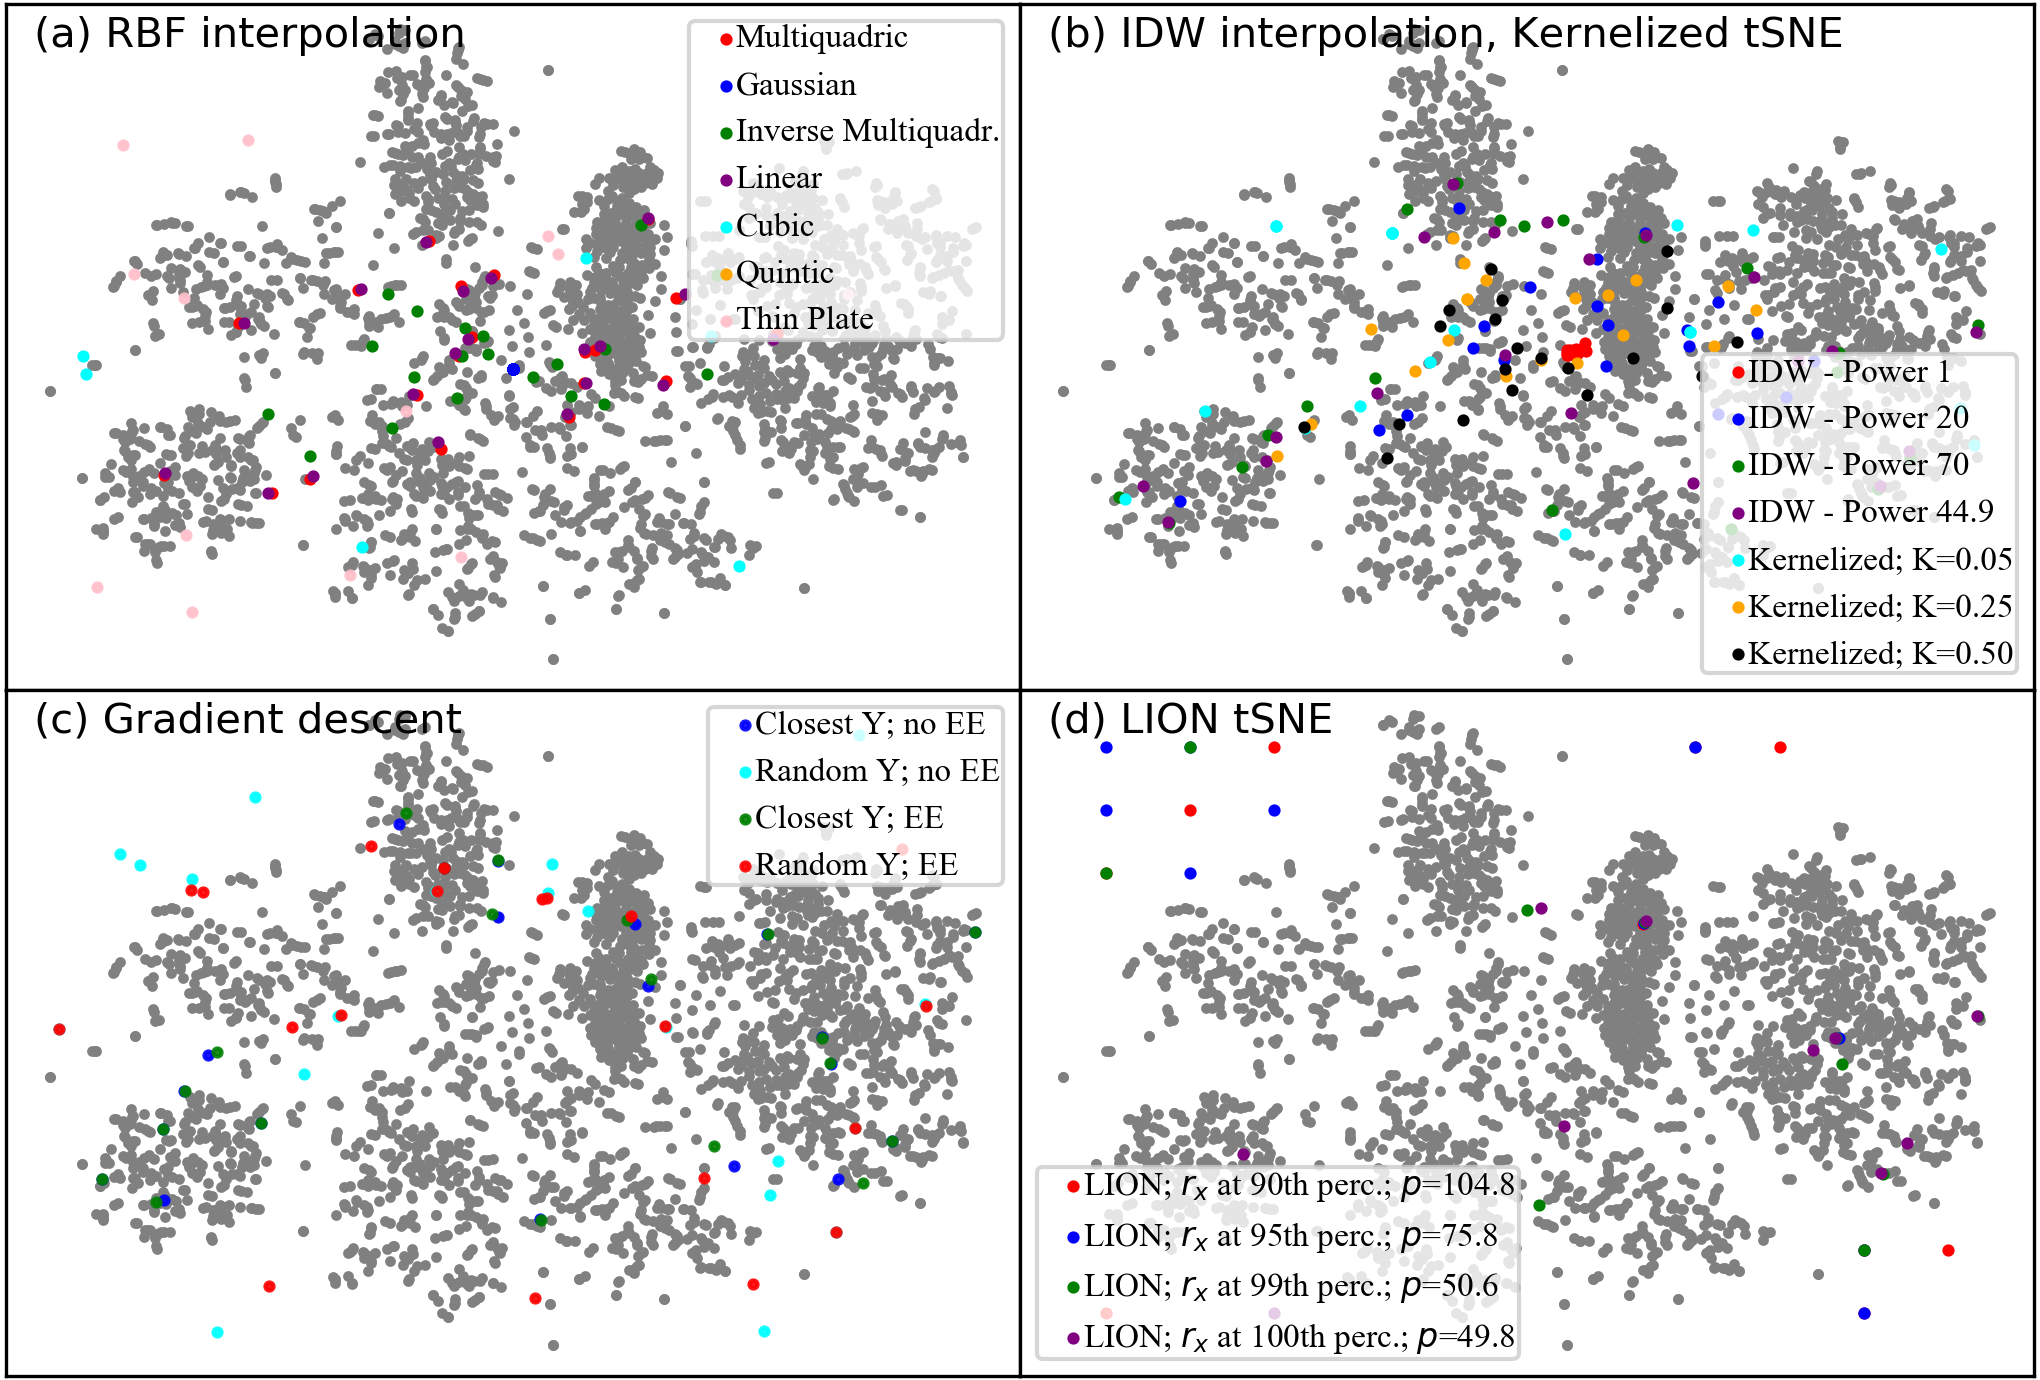 (a) RBF interpolation
Multiquadric
Gaussian
Inverse Multiquadr.
Linear
Cubic
Quintic
Thin Plate
(b) IDW interpolation, Kernelized tSNE
IDW - Power 1
IDW - Power 20
IDW - Power 70
IDW - Power 44.9
Kernelized; K=0.05
Kernelized; K=0.25
Kernelized; K=0.50
(c) Gradient descent
Closest Y; no EE
Random Y; no EE
Closest Y; EE
Random Y; EE
(d) LION tSNE
LION; r_x at 90th perc.; p=104.8
LION; r_x at 95th perc.; p=75.8
LION; r_x at 99th perc.; p=50.6
LION; r_x at 100th perc.; p=49.8